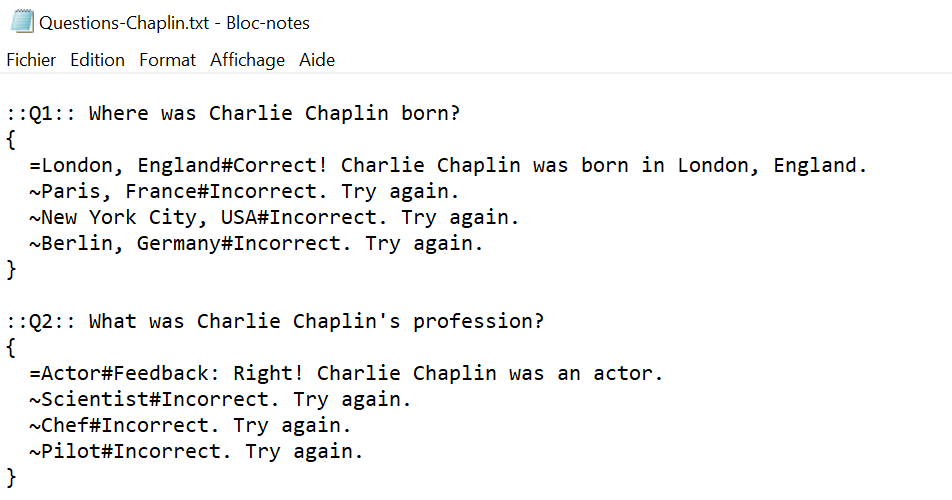 Questions-Chaplin.txt - Bloc-notes
Fichier Edition Format Affichage Aide
::Q1:: Where was Charlie Chaplin born?
{
=London, England#Correct! Charlie Chaplin was born in London, England.
~Paris, France#Incorrect. Try again.
~New York City, USA#Incorrect. Try again.
~Berlin, Germany#Incorrect. Try again.
}
::Q2:: What was Charlie Chaplin's profession?
{
=Actor#Feedback: Right! Charlie Chaplin was an actor.
~Scientist#Incorrect. Try again.
~Chef#Incorrect. Try again.
~Pilot#Incorrect. Try again.
}